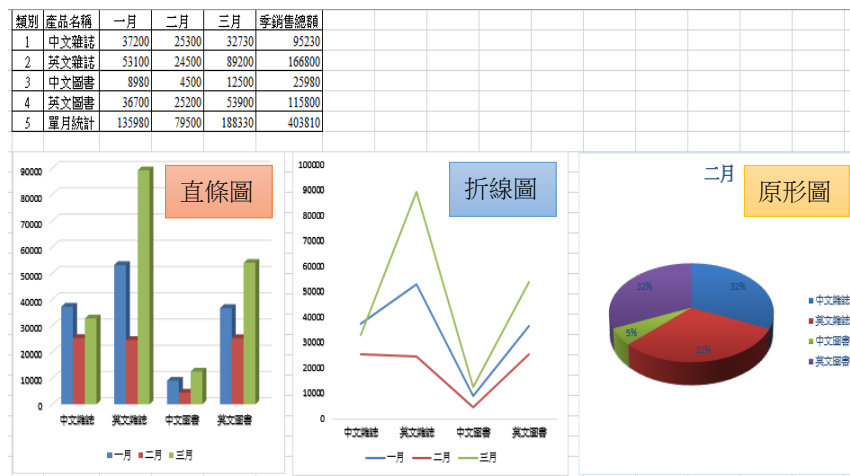 類別 產品名稱 一月 二月 三月 季銷售總額
1 中文雜誌 37200 25300 32730 95230
2 英文雜誌 53100 24500 89200 166800
3 中文圖書 8980 4500 12500 25980
4 英文圖書 36700 25200 53900 115800
5 單月統計 135980 79500 188330 403810
直條圖
90000
80000
70000
60000
50000
40000
30000
20000
10000
0
中文雜誌 英文雜誌 中文圖書 英文圖書
一月 二月 三月
折線圖
100000
90000
80000
70000
60000
50000
40000
30000
20000
10000
0
中文雜誌 英文雜誌 中文圖書 英文圖書
一月 二月 三月
二月
原形圖
32% 32%
5%
31%
中文雜誌
英文雜誌
中文圖書
英文圖書